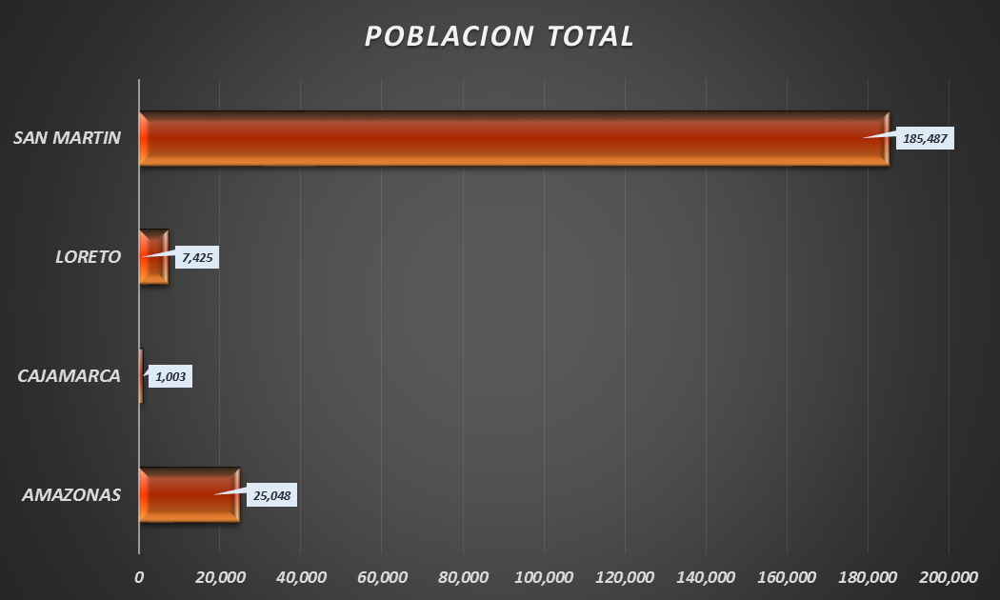 POBLACION TOTAL
SAN MARTIN
185,487
LORETO
7,425
CAJAMARCA
1,003
AMAZONAS
25,048
0 20,000 40,000 60,000 80,000 100,000 120,000 140,000 160,000 180,000 200,000